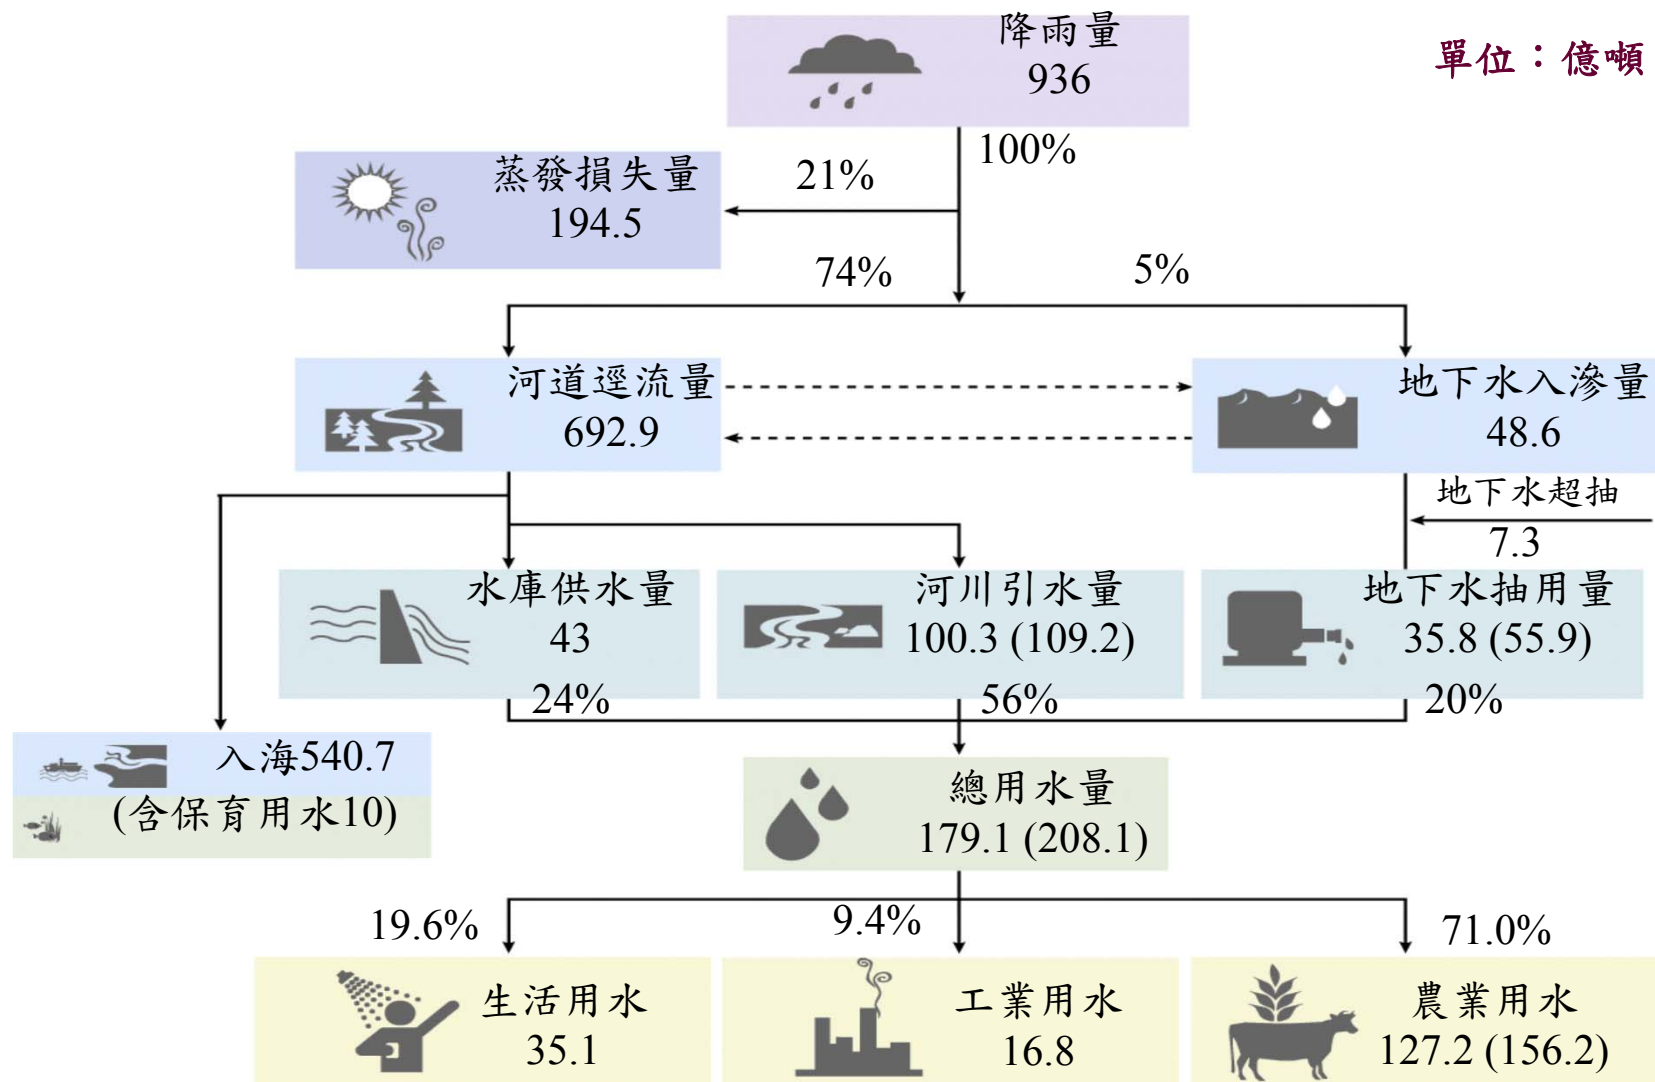 降雨量
936
單位：億噸
100%
蒸發損失量
194.5
21%
74%
5%
河道逕流量
692.9
地下水入滲量
48.6
地下水超抽
7.3
水庫供水量
43
24%
河川引水量
100.3 (109.2)
56%
地下水抽用量
35.8 (55.9)
20%
入海540.7
(含保育用水10)
總用水量
179.1 (208.1)
19.6%
9.4%
71.0%
生活用水
35.1
工業用水
16.8
農業用水
127.2 (156.2)